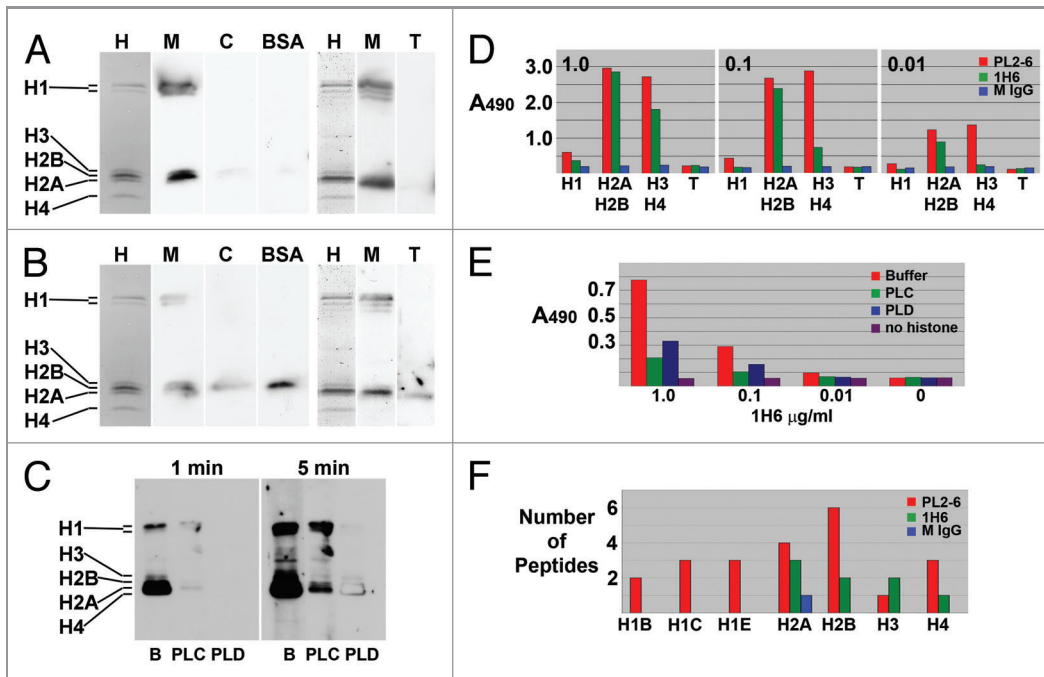 A
H M C BSA H M T
H1
H3
H2B
H2A
H4
B
H M C BSA H M T
H1
H3
H2B
H2A
H4
C
1 min 5 min
H1
H3
H2B
H2A
H4
B PLC PLD B PLC PLD
D
1.0 0.1 0.01
PL2-6
1H6
M IgG
3.0
2.0
1.0
A490
H1 H2A H3 T H1 H2A H3 T H1 H2A H3 T
H2B H4 H2B H4 H2B H4
E
Buffer
PLC
PLD
no histone
0.7
0.5
0.3
A490
1.0 0.1 0.01 0
1H6 μg/ml
F
PL2-6
1H6
M IgG
6
4
2
Number
of
Peptides
H1B H1C H1E H2A H2B H3 H4